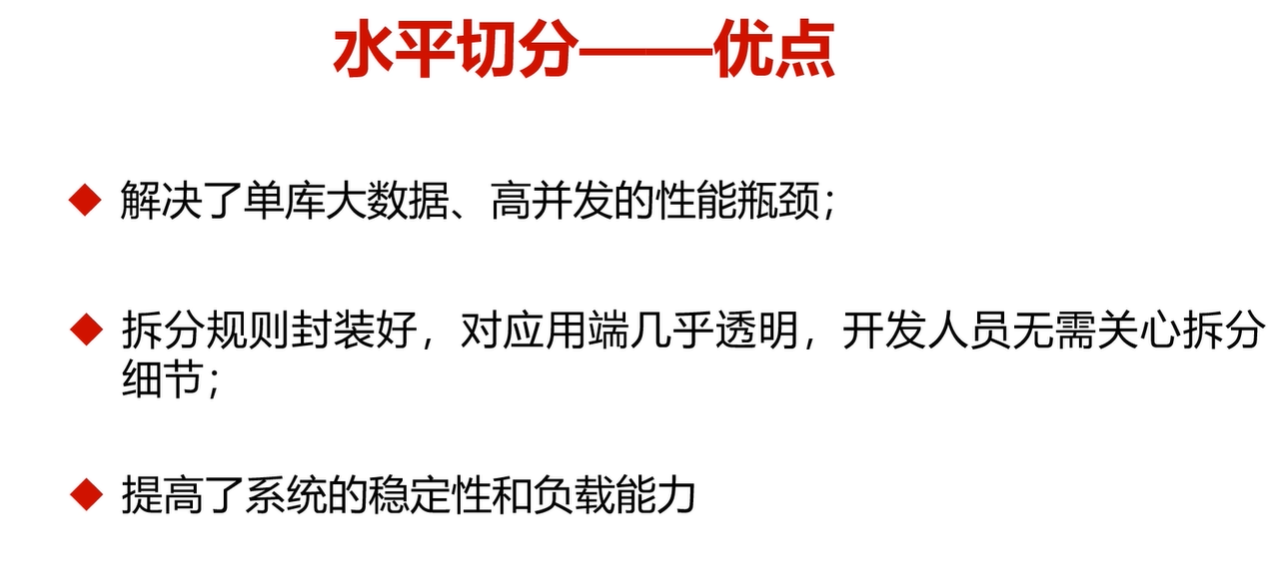 水平切分——优点
解决了单库大数据、高并发的性能瓶颈；
拆分规则封装好，对应用端几乎透明，开发人员无需关心拆分
细节；
提高了系统的稳定性和负载能力